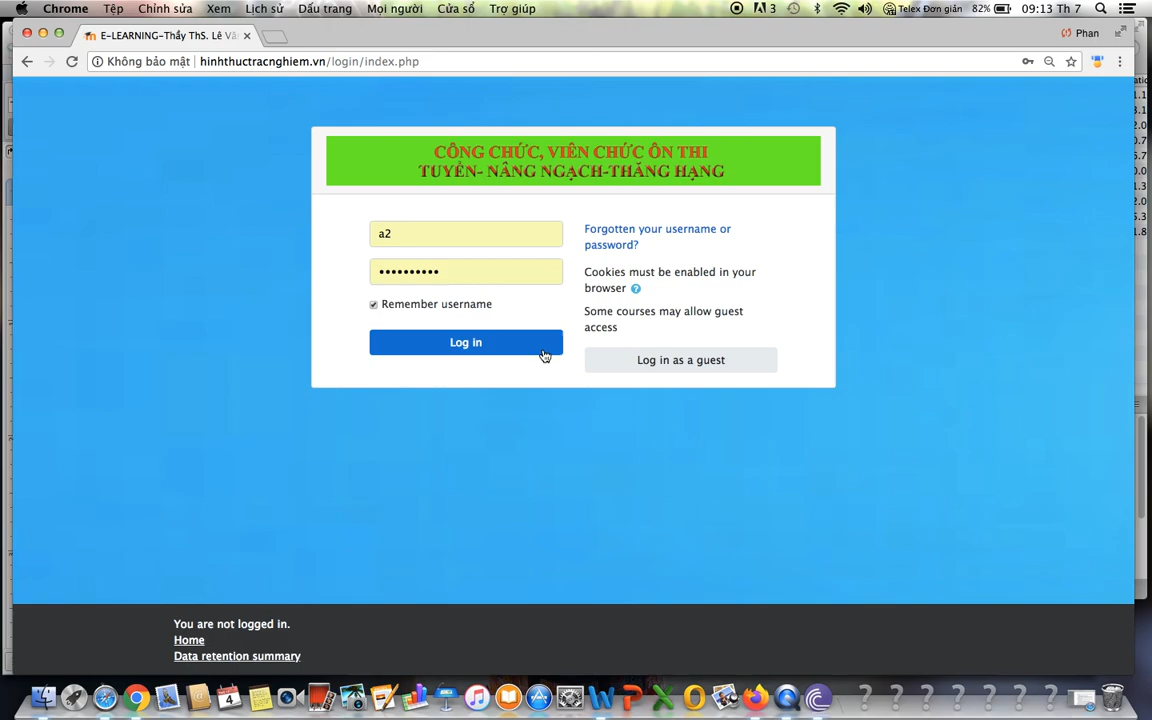 Chrome Tệp Chỉnh sửa Xem Lịch sử Dấu trang Mọi người Cửa sổ Trợ giúp 3 Telex Đơn giản 82% 09:13 Th 7
E-LEARNING-Thầy ThS. Lê Vă
Phan
Không bảo mật hinhthuctracnghiem.vn/login/index.php
CÔNG CHỨC, VIÊN CHỨC ÔN THI
TUYỂN- NÂNG NGẠCH-THĂNG HẠNG
a2
••••••••••
Remember username
Log in
Forgotten your username or
password?
Cookies must be enabled in your
browser ?
Some courses may allow guest
access
Log in as a guest
You are not logged in.
Home
Data retention summary
4